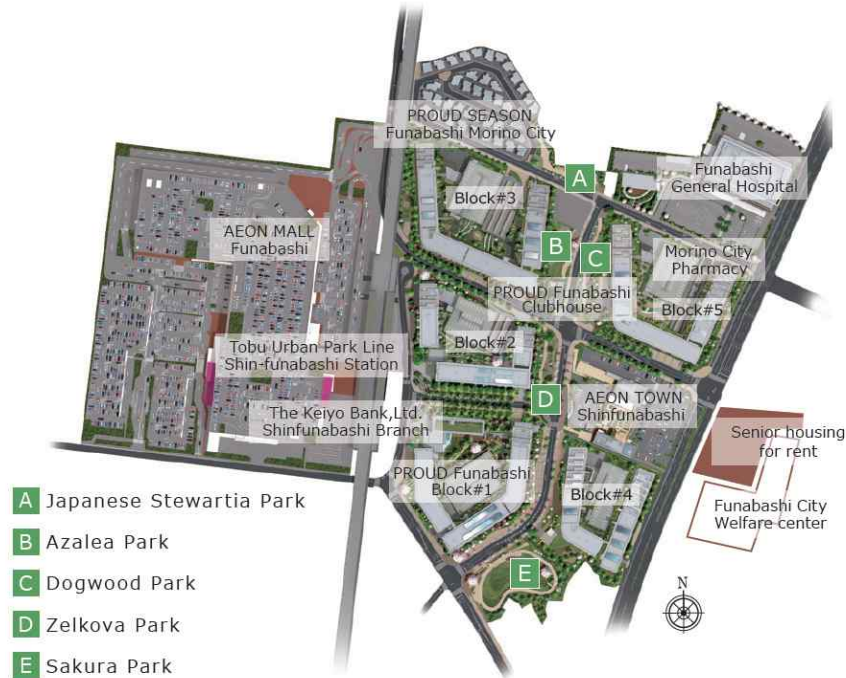 PROUD SEASON
Funabashi Morino City
A
Funabashi
General Hospital
Block#3
AEON MALL
Funabashi
B
C
Morino City
Pharmacy
PROUD Funabashi
Clubhouse
Block#5
Block#2
Tobu Urban Park Line
Shin-funabashi Station
D
AEON TOWN
Shinfunabashi
The Keiyo Bank,Ltd.
Shinfunabashi Branch
Senior housing
for rent
PROUD Funabashi
Block#1
Block#4
Funabashi City
Welfare center
E
N
A Japanese Stewartia Park
B Azalea Park
C Dogwood Park
D Zelkova Park
E Sakura Park